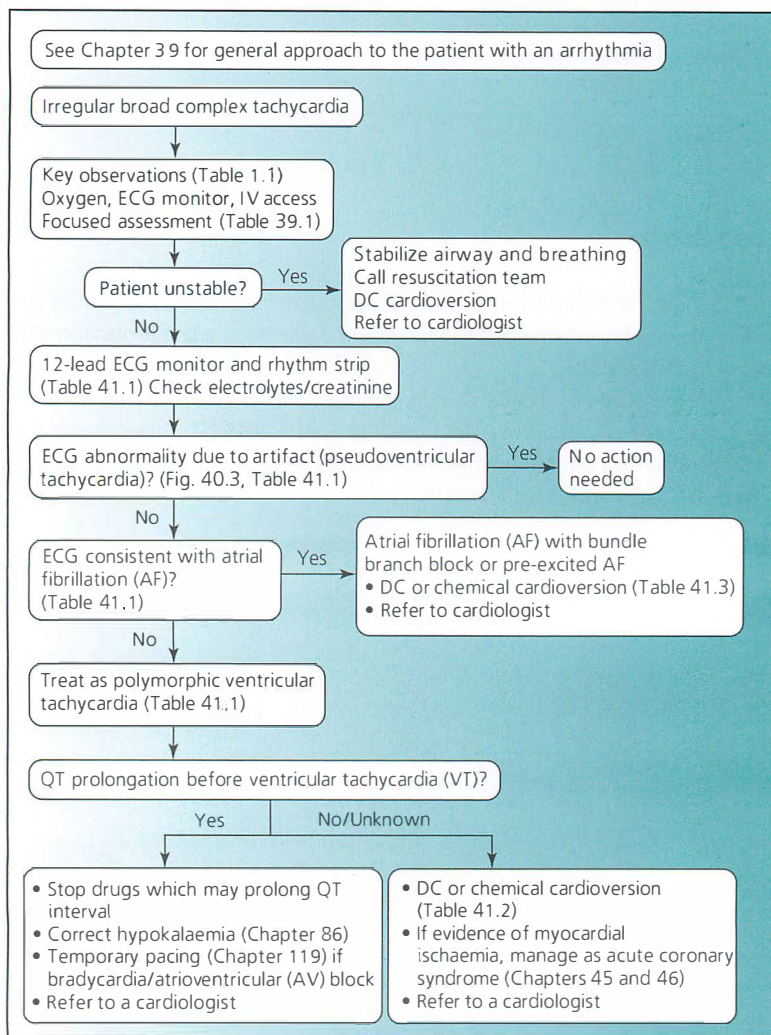 See Chapter 39 for general approach to the patient with an arrhythmia
Irregular broad complex tachycardia
Key observations (Table 1.1)
Oxygen, ECG monitor, IV access
Focused assessment (Table 39.1)
Patient unstable?
Yes
Stabilize airway and breathing
Call resuscitation team
DC cardioversion
Refer to cardiologist
No
12-lead ECG monitor and rhythm strip
(Table 41.1) Check electrolytes/creatinine
ECG abnormality due to artifact (pseudoventricular
tachycardia)? (Fig. 40.3, Table 41.1)
Yes
No action
needed
No
ECG consistent with atrial
fibrillation (AF)?
(Table 41.1)
Yes
Atrial fibrillation (AF) with bundle
branch block or pre-excited AF
• DC or chemical cardioversion (Table 41.3)
• Refer to cardiologist
No
Treat as polymorphic ventricular
tachycardia (Table 41.1)
QT prolongation before ventricular tachycardia (VT)?
Yes
No/Unknown
• Stop drugs which may prolong QT
interval
• Correct hypokalaemia (Chapter 86)
• Temporary pacing (Chapter 119) if
bradycardia/atrioventricular (AV) block
• Refer to a cardiologist
• DC or chemical cardioversion
(Table 41.2)
• If evidence of myocardial
ischaemia, manage as acute coronary
syndrome (Chapters 45 and 46)
• Refer to a cardiologist